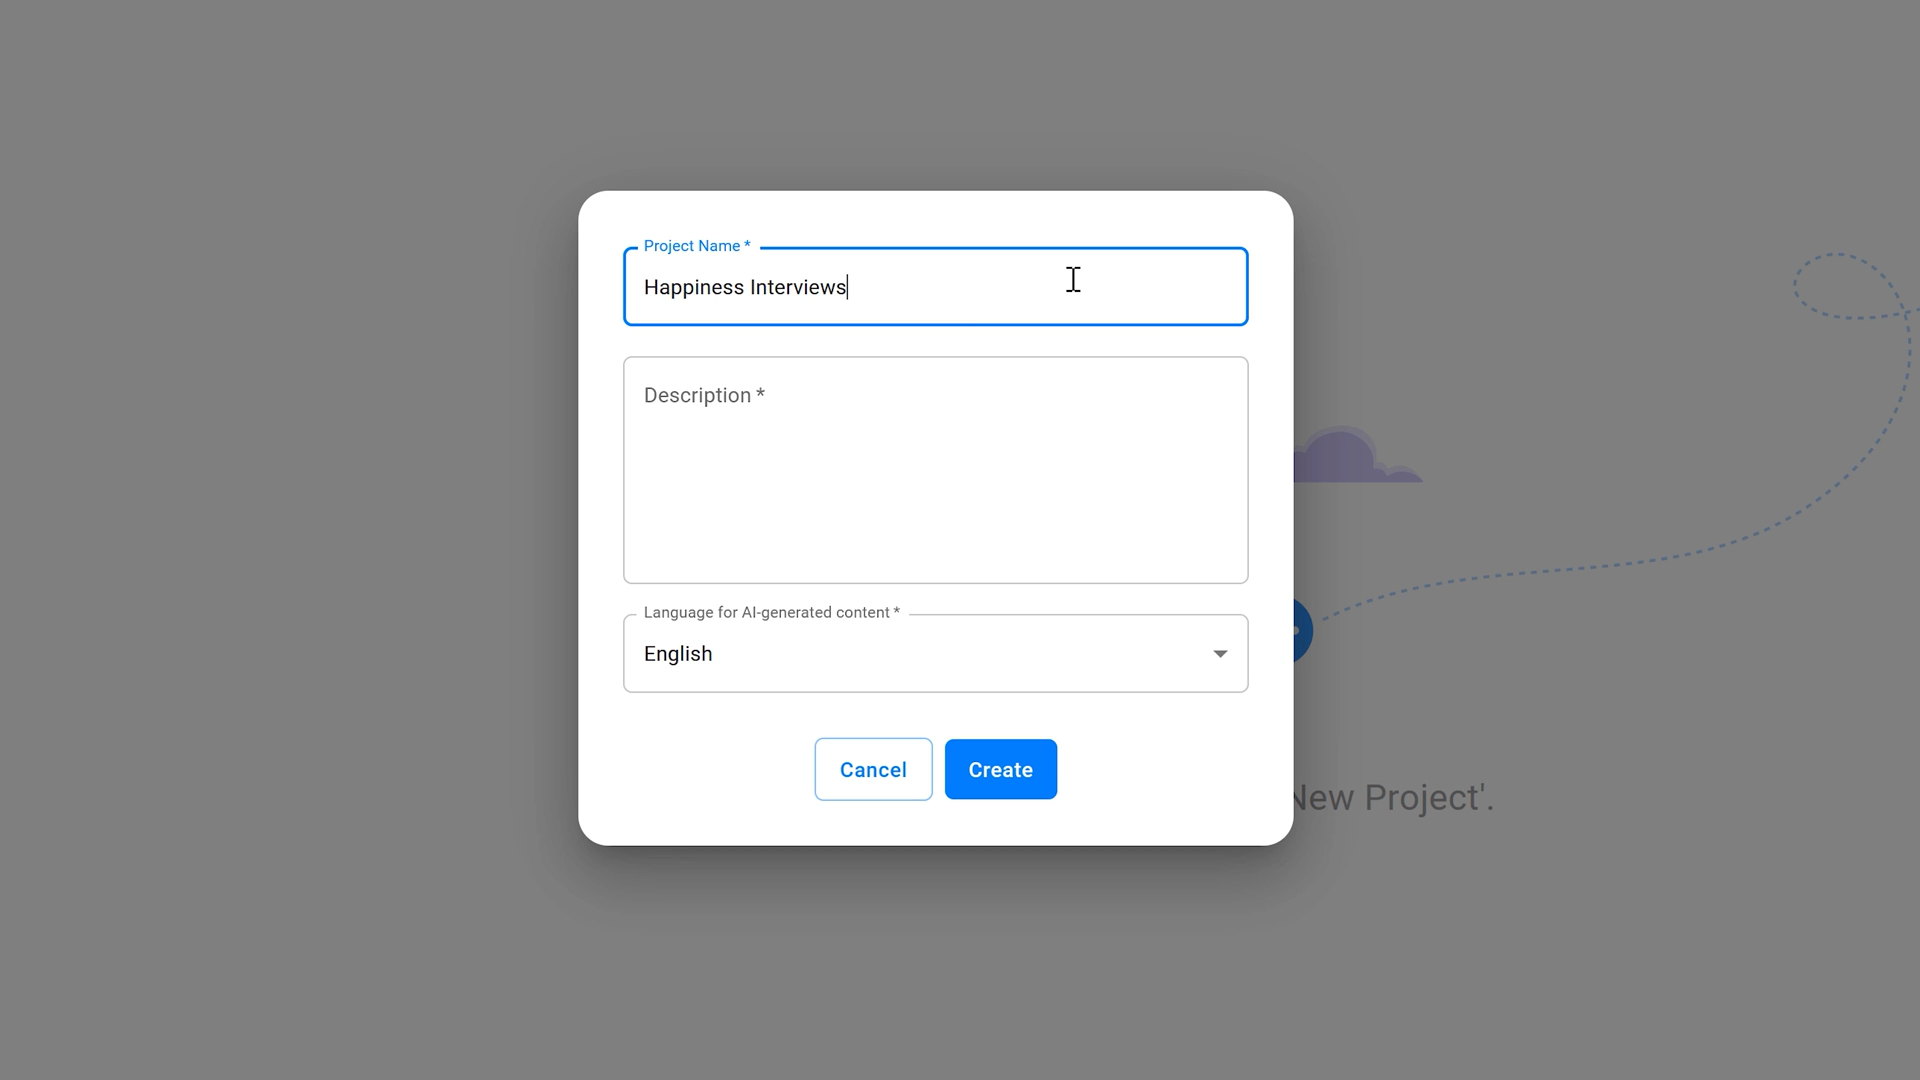 Project Name *
Happiness Interviews
Description *
Language for AI-generated content *
English
Cancel
Create
New Project'.